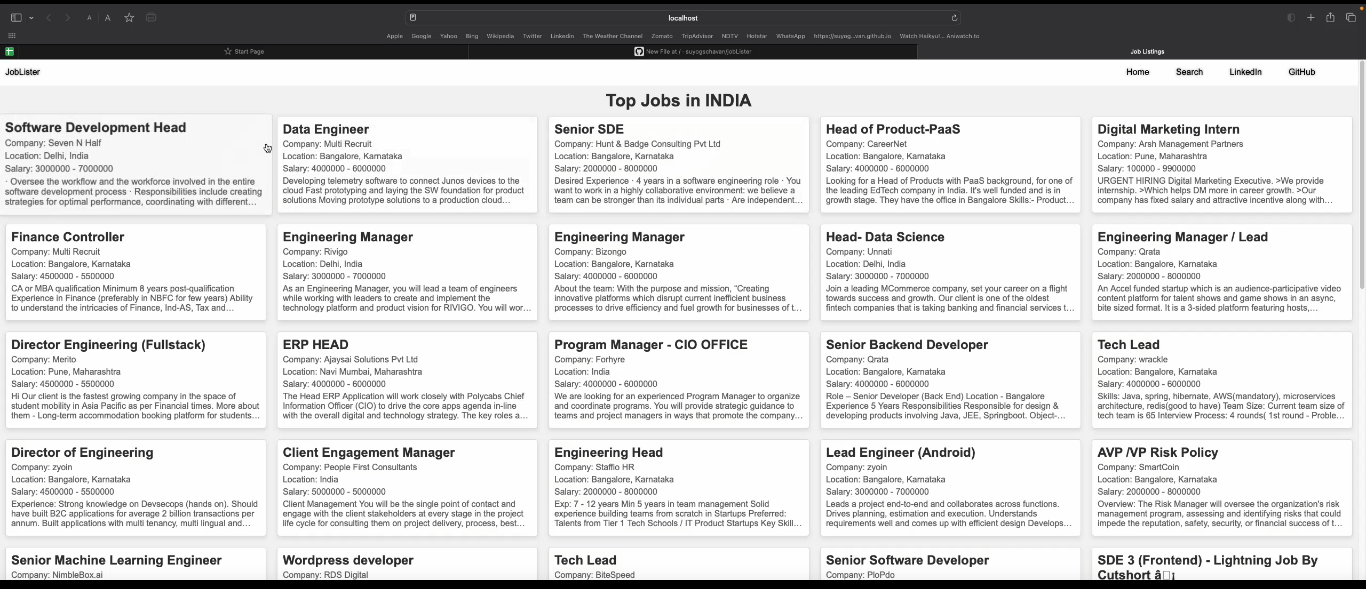 A A localhost
Apple Google Yahoo Bing Wikipedia Twitter LinkedIn The Weather Channel Zomato TripAdvisor NDTV Hotstar WhatsApp https://suyog...van.github.io Watch Haikyu!... Aniwatch.to
Start Page New File at / · suyogschavan/jobLister Job Listings
JobLister Home Search LinkedIn GitHub
Top Jobs in INDIA
Software Development Head
Company: Seven N Half
Location: Delhi, India
Salary: 3000000 - 7000000
· Oversee the workflow and the workforce involved in the entire
software development process · Responsibilities include creating
strategies for optimal performance, coordinating with different...
Data Engineer
Company: Multi Recruit
Location: Bangalore, Karnataka
Salary: 4000000 - 6000000
Developing telemetry software to connect Junos devices to the
cloud Fast prototyping and laying the SW foundation for product
solutions Moving prototype solutions to a production cloud...
Senior SDE
Company: Hunt & Badge Consulting Pvt Ltd
Location: Bangalore, Karnataka
Salary: 2000000 - 8000000
Desired Experience · 4 years in a software engineering role · You
want to work in a highly collaborative environment: we believe a
team can be stronger than its individual parts · Are independent...
Head of Product-PaaS
Company: CareerNet
Location: Bangalore, Karnataka
Salary: 4000000 - 6000000
Looking for a Head of Products with PaaS background, for one of
the leading EdTech company in India. It's well funded and is in
growth stage. They have the office in Bangalore Skills:- Product...
Digital Marketing Intern
Company: Arsh Management Partners
Location: Pune, Maharashtra
Salary: 100000 - 9900000
URGENT HIRING Digital Marketing Executive. >We provide
internship. >Which helps DM more in career growth. >Our
company has fixed salary and attractive incentive along with...
Finance Controller
Company: Multi Recruit
Location: Bangalore, Karnataka
Salary: 4500000 - 5500000
CA or MBA qualification Minimum 8 years post-qualification
Experience in Finance (preferably in NBFC for few years) Ability
to understand the intricacies of Finance, Ind-AS, Tax and...
Engineering Manager
Company: Rivigo
Location: Delhi, India
Salary: 3000000 - 7000000
As an Engineering Manager, you will lead a team of engineers
while working with leaders to create and implement the
technology platform and product vision for RIVIGO. You will wor...
Engineering Manager
Company: Bizongo
Location: Bangalore, Karnataka
Salary: 4000000 - 6000000
About the team: With the purpose and mission, “Creating
innovative platforms which disrupt current inefficient business
processes to drive efficiency and fuel growth for businesses of t...
Head- Data Science
Company: Unnati
Location: Delhi, India
Salary: 3000000 - 7000000
Join a leading MCommerce company, set your career on a flight
towards success and growth. Our client is one of the oldest
fintech companies that is taking banking and financial services t...
Engineering Manager / Lead
Company: Qrata
Location: Bangalore, Karnataka
Salary: 2000000 - 8000000
An Accel funded startup which is an audience-participative video
content platform for talent shows and game shows in an async,
bite sized format. It is a 3-sided platform featuring hosts,...
Director Engineering (Fullstack)
Company: Merito
Location: Pune, Maharashtra
Salary: 4500000 - 5500000
Hi Our client is the fastest growing company in the space of
student mobility in Asia Pacific as per Financial times. More about
them - Long-term accommodation booking platform for students...
ERP HEAD
Company: Ajaysai Solutions Pvt Ltd
Location: Navi Mumbai, Maharashtra
Salary: 4000000 - 6000000
The Head ERP Application will work closely with Polycabs Chief
Information Officer (CIO) to drive the core apps agenda in-line
with the overall digital and technology strategy. The key roles a...
Program Manager - CIO OFFICE
Company: Forhyre
Location: India
Salary: 4000000 - 6000000
We are looking for an experienced Program Manager to organize
and coordinate programs. You will provide strategic guidance to
teams and project managers in ways that promote the company...
Senior Backend Developer
Company: Qrata
Location: Bangalore, Karnataka
Salary: 4000000 - 6000000
Role – Senior Developer (Back End) Location - Bangalore
Experience 5 Years Responsibilities Responsible for design &
developing products involving Java, JEE, Springboot. Object-...
Tech Lead
Company: wrackle
Location: Bangalore, Karnataka
Salary: 4000000 - 6000000
Skills: Java, spring, hibernate, AWS(mandatory), microservices
architecture, redis(good to have) Team Size: Current team size of
tech team is 65 Interview Process: 4 rounds( 1st round - Proble...
Director of Engineering
Company: zyoin
Location: Bangalore, Karnataka
Salary: 4500000 - 5500000
Experience: Strong knowledge on Devsecops (hands on). Should
have built B2C applications for average 2 billion transactions per
annum. Built applications with multi tenancy, multi lingual and...
Client Engagement Manager
Company: People First Consultants
Location: India
Salary: 5000000 - 5000000
Client Management You will be the single point of contact and
engage with the client stakeholders at every stage in the project
life cycle for consulting them on project delivery, process, best...
Engineering Head
Company: Staffio HR
Location: Bangalore, Karnataka
Salary: 2000000 - 8000000
Exp: 7 - 12 years Min 5 years in team management Solid
experience building teams from scratch in Startups Preferred:
Talents from Tier 1 Tech Schools / IT Product Startups Key Skill...
Lead Engineer (Android)
Company: zyoin
Location: Bangalore, Karnataka
Salary: 3000000 - 7000000
Leads a project end-to-end and collaborates across functions.
Drives planning, estimation and execution. Understands
requirements well and comes up with efficient design Develops...
AVP /VP Risk Policy
Company: SmartCoin
Location: Bangalore, Karnataka
Salary: 2000000 - 8000000
Overview: The Risk Manager will oversee the organization's risk
management program, assessing and identifying risks that could
impede the reputation, safety, security, or financial success of t...
Senior Machine Learning Engineer
Company: NimbleBox.ai
Wordpress developer
Company: RDS Digital
Tech Lead
Company: BiteSpeed
Senior Software Developer
Company: PloPdo
SDE 3 (Frontend) - Lightning Job By
Cutshort